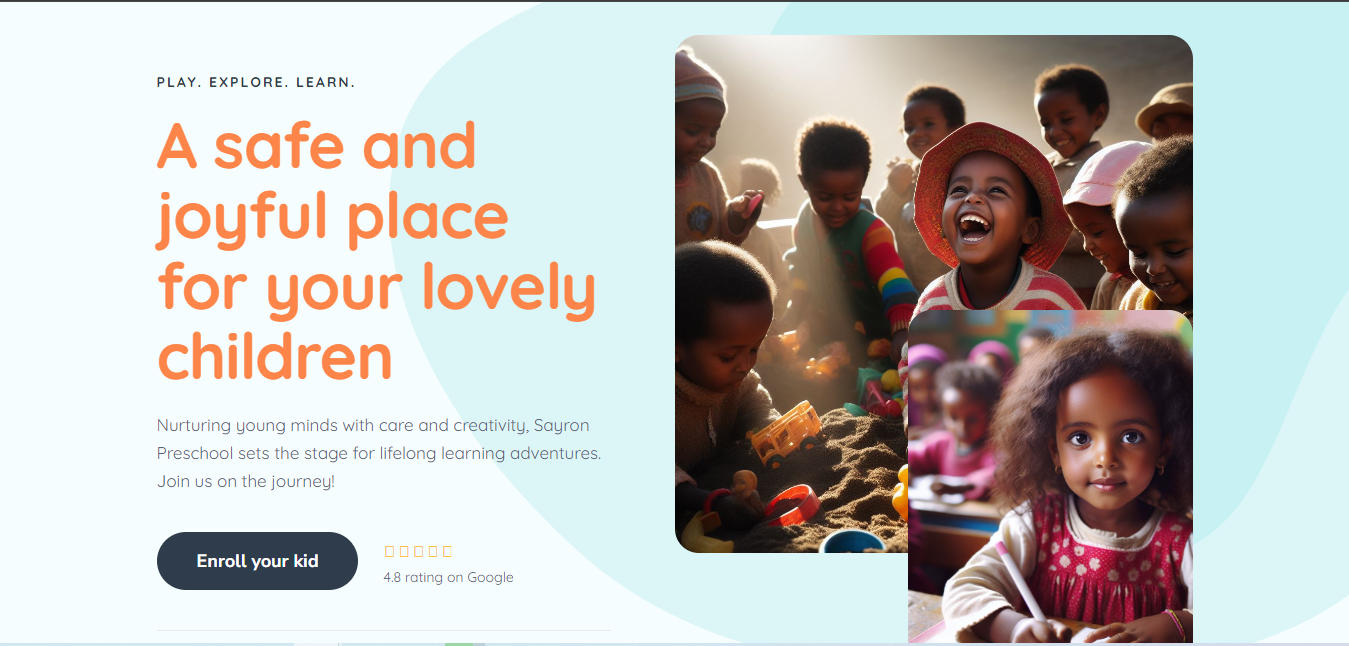 PLAY. EXPLORE. LEARN.
A safe and
joyful place
for your lovely
children
Nurturing young minds with care and creativity, Sayron
Preschool sets the stage for lifelong learning adventures.
Join us on the journey!
Enroll your kid
4.8 rating on Google